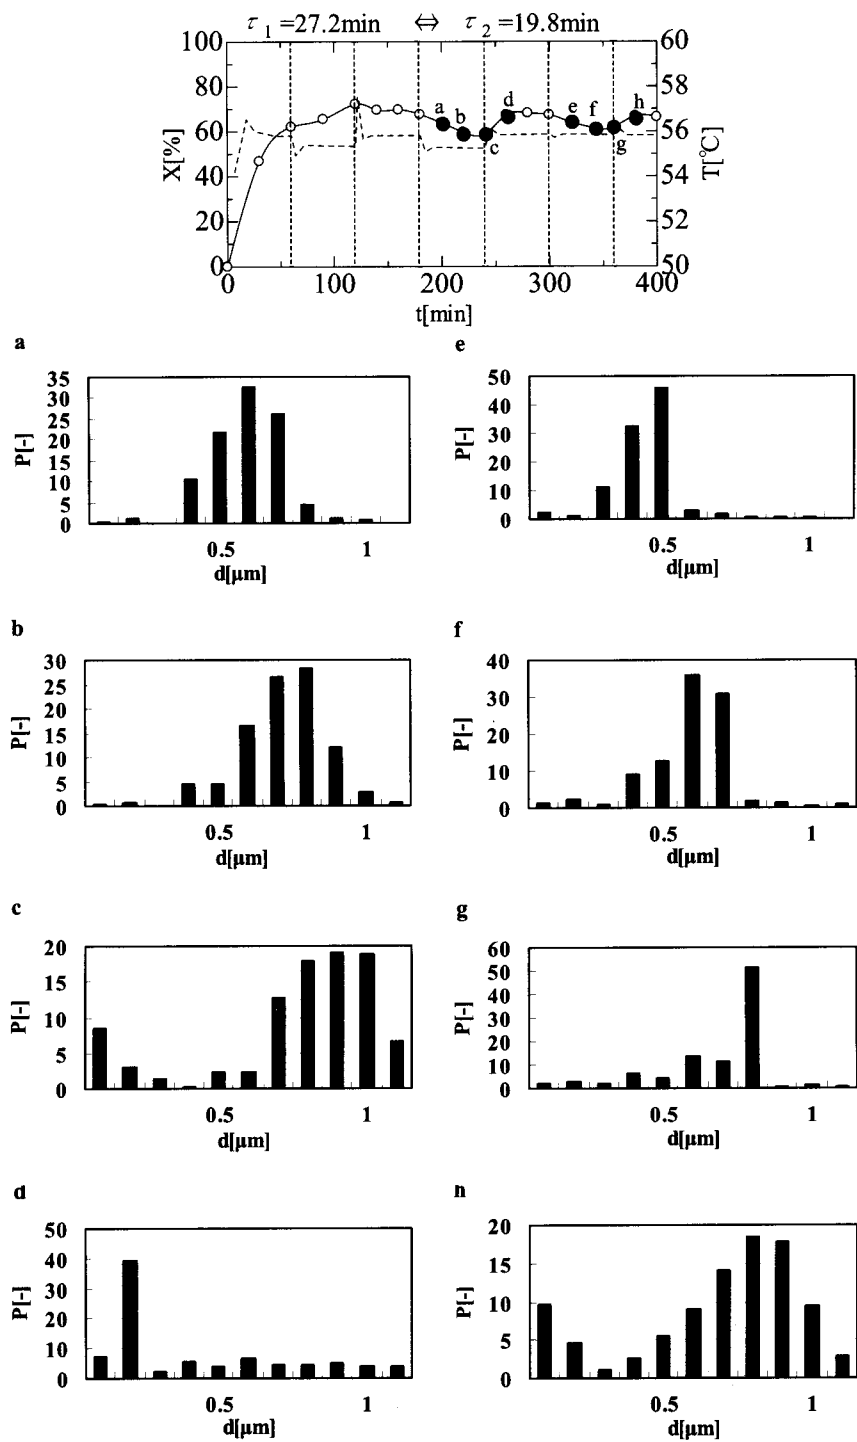 τ 1 =27.2min ⇔ τ 2 =19.8min
100
80
60
40
20
0
X[%]
60
58
56
54
52
50
T[℃]
a
b
c
d
e
f
g
h
0
100
200
300
400
t[min]
a
35
30
25
20
15
10
5
0
P[-]
0.5
1
d[μm]
e
50
40
30
20
10
0
P[-]
0.5
1
d[μm]
b
30
25
20
15
10
5
0
P[-]
0.5
1
d[μm]
f
40
30
20
10
0
P[-]
0.5
1
d[μm]
c
20
15
10
5
0
P[-]
0.5
1
d[μm]
g
60
50
40
30
20
10
0
P[-]
0.5
1
d[μm]
d
50
40
30
20
10
0
P[-]
0.5
1
d[μm]
h
20
15
10
5
0
P[-]
0.5
1
d[μm]